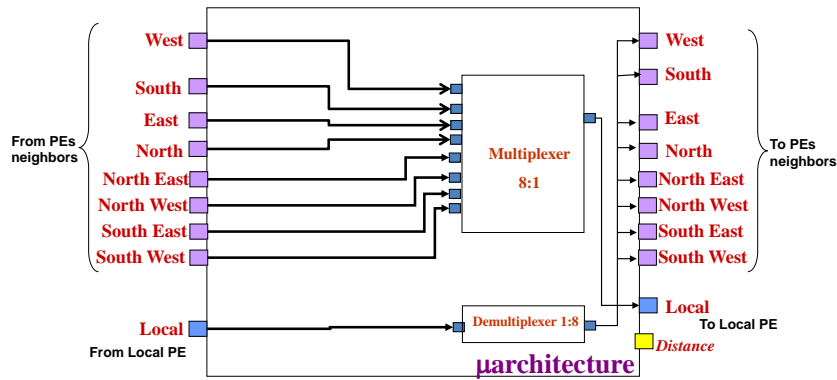 West
South
East
North
North East
North West
South East
South West
Local
From PEs
neighbors
From Local PE
Multiplexer
8:1
Demultiplexer 1:8
μarchitecture
West
South
East
North
North East
North West
South East
South West
Local
To PEs
neighbors
To Local PE
Distance